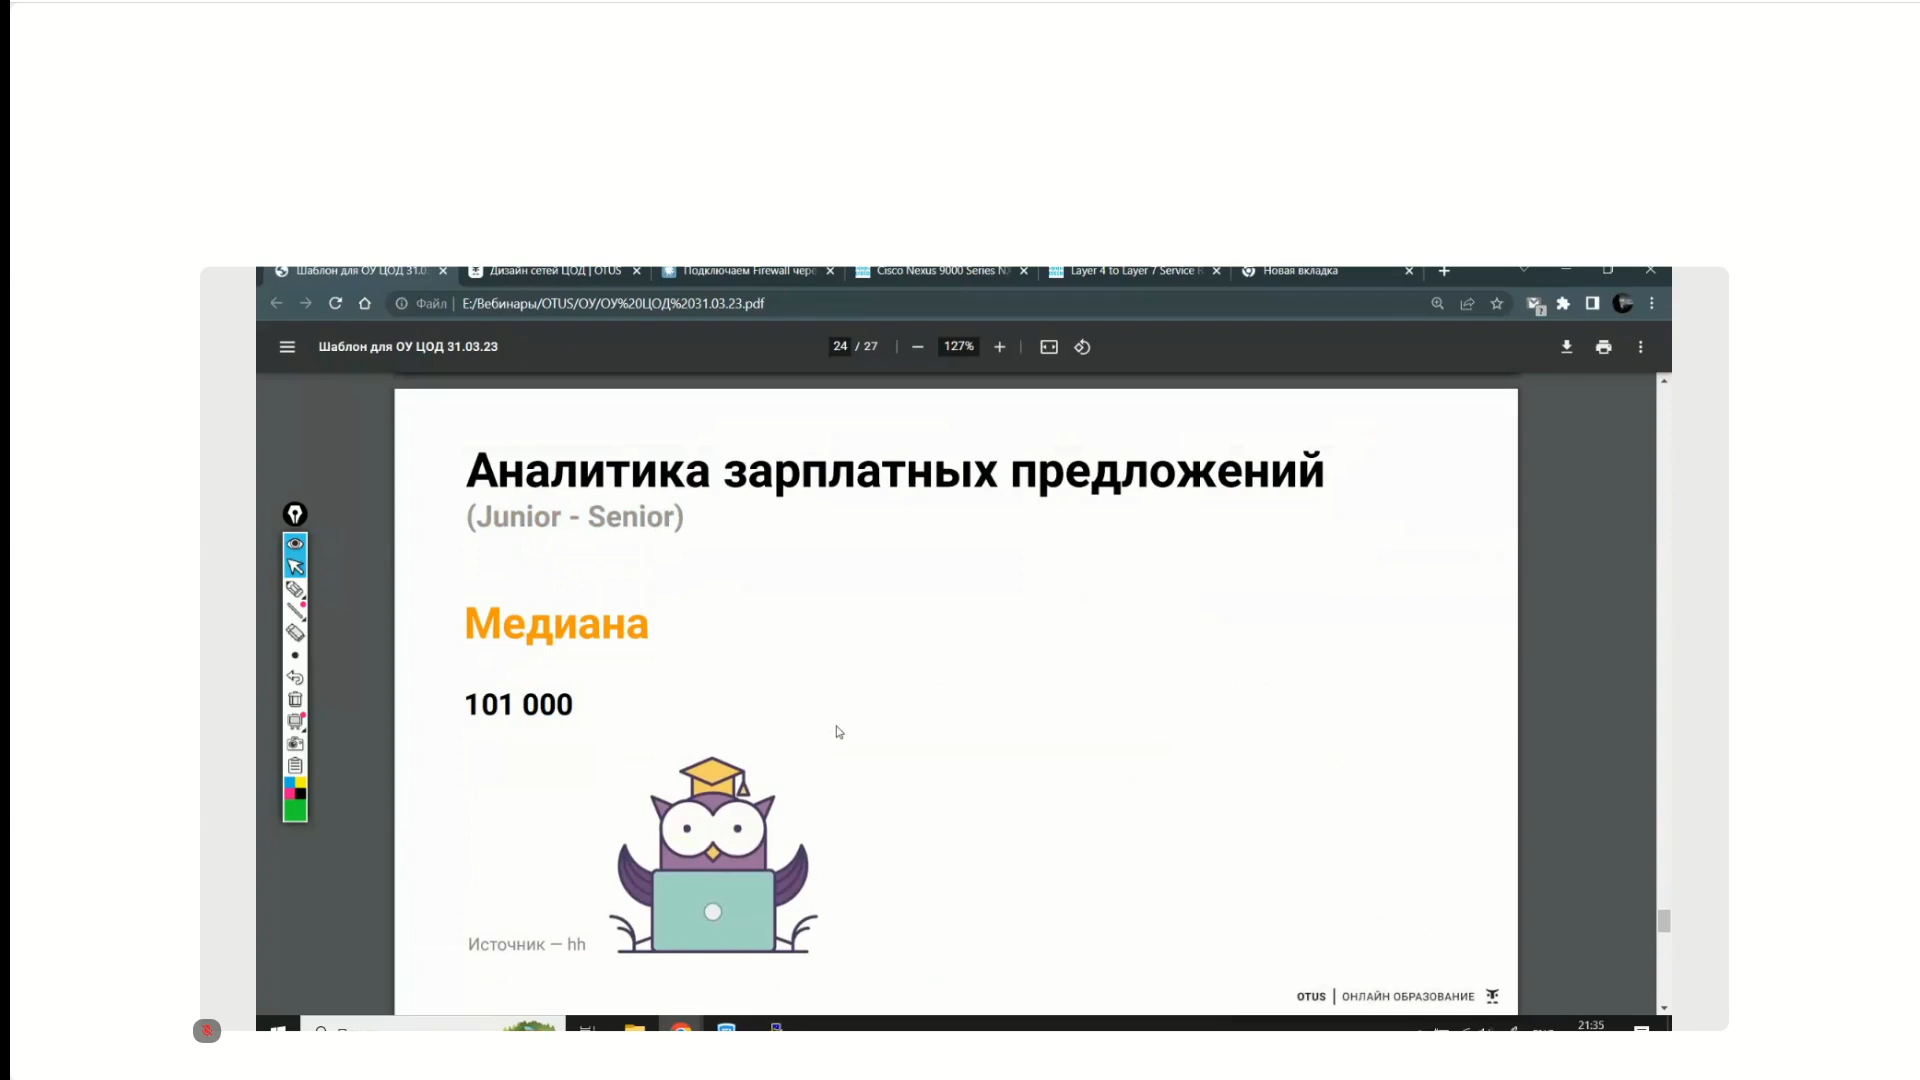 Шаблон для ОУ ЦОД 31.0
Дизайн сетей ЦОД | OTUS
Подключаем Firewall чере
Cisco Nexus 9000 Series N
Layer 4 to Layer 7 Service R
Новая вкладка
Файл | E:/Вебинары/OTUS/ОУ/ОУ%20ЦОД%2031.03.23.pdf
Шаблон для ОУ ЦОД 31.03.23
24 / 27
127%
Аналитика зарплатных предложений
(Junior - Senior)
Медиана
101 000
Источник — hh
OTUS | ОНЛАЙН ОБРАЗОВАНИЕ
21:35